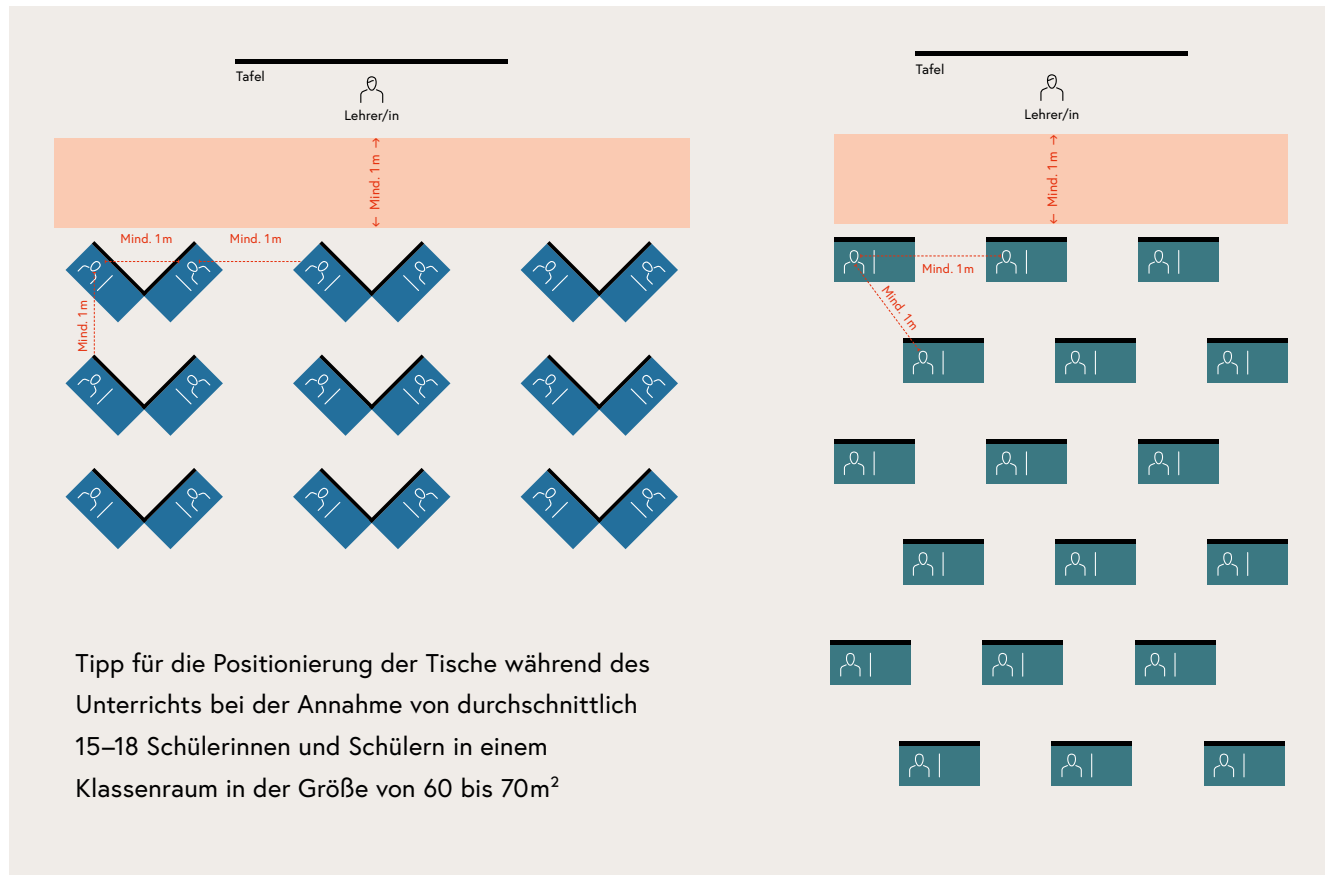 Tafel
Lehrer/in
Mind. 1m
Mind. 1m
Mind. 1m
Mind. 1m
Tafel
Lehrer/in
Mind. 1m
Mind. 1m
Mind. 1m
Tipp für die Positionierung der Tische während des
Unterrichts bei der Annahme von durchschnittlich
15–18 Schülerinnen und Schülern in einem
Klassenraum in der Größe von 60 bis 70m²